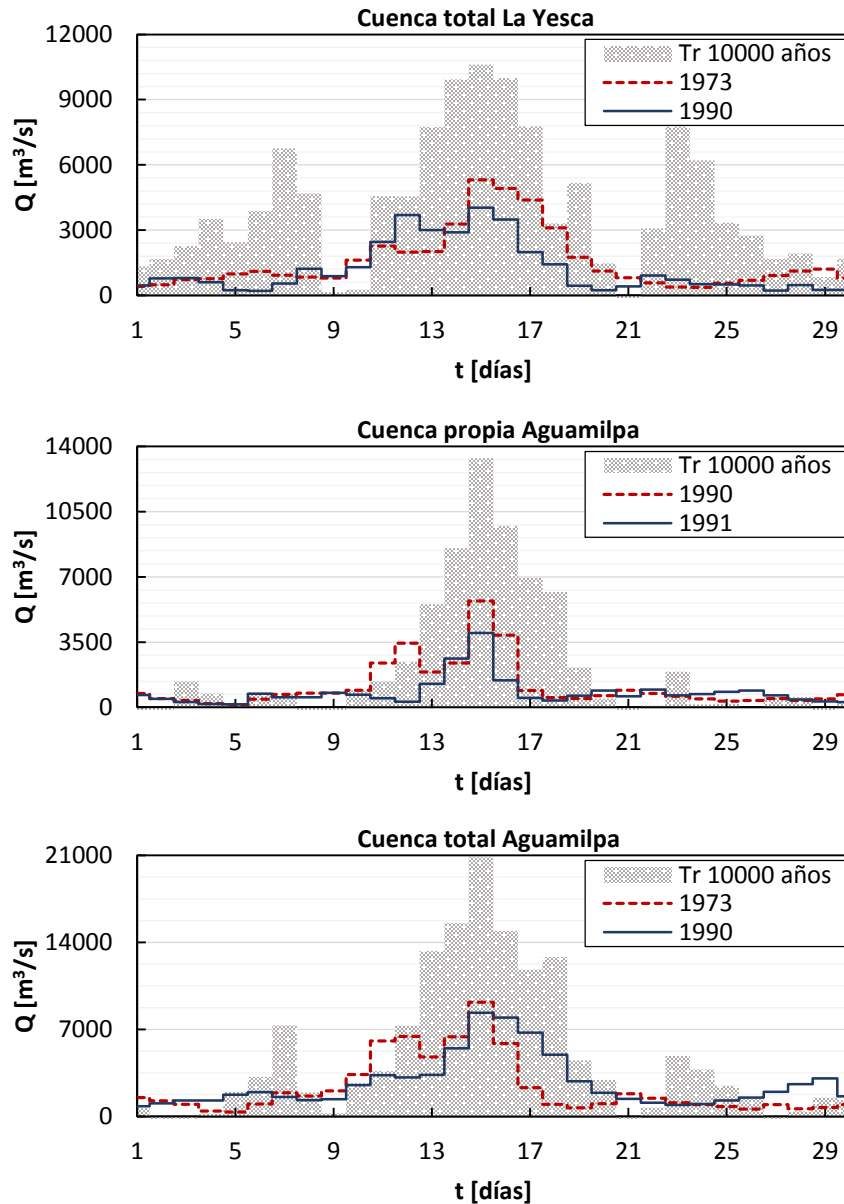 Cuenca total La Yesca
12000
9000
6000
3000
0
Q [m³/s]
Tr 10000 años
1973
1990
1 5 9 13 17 21 25 29
t [días]
Cuenca propia Aguamilpa
14000
10500
7000
3500
0
Q [m³/s]
Tr 10000 años
1990
1991
1 5 9 13 17 21 25 29
t [días]
Cuenca total Aguamilpa
21000
14000
7000
0
Q [m³/s]
Tr 10000 años
1973
1990
1 5 9 13 17 21 25 29
t [días]